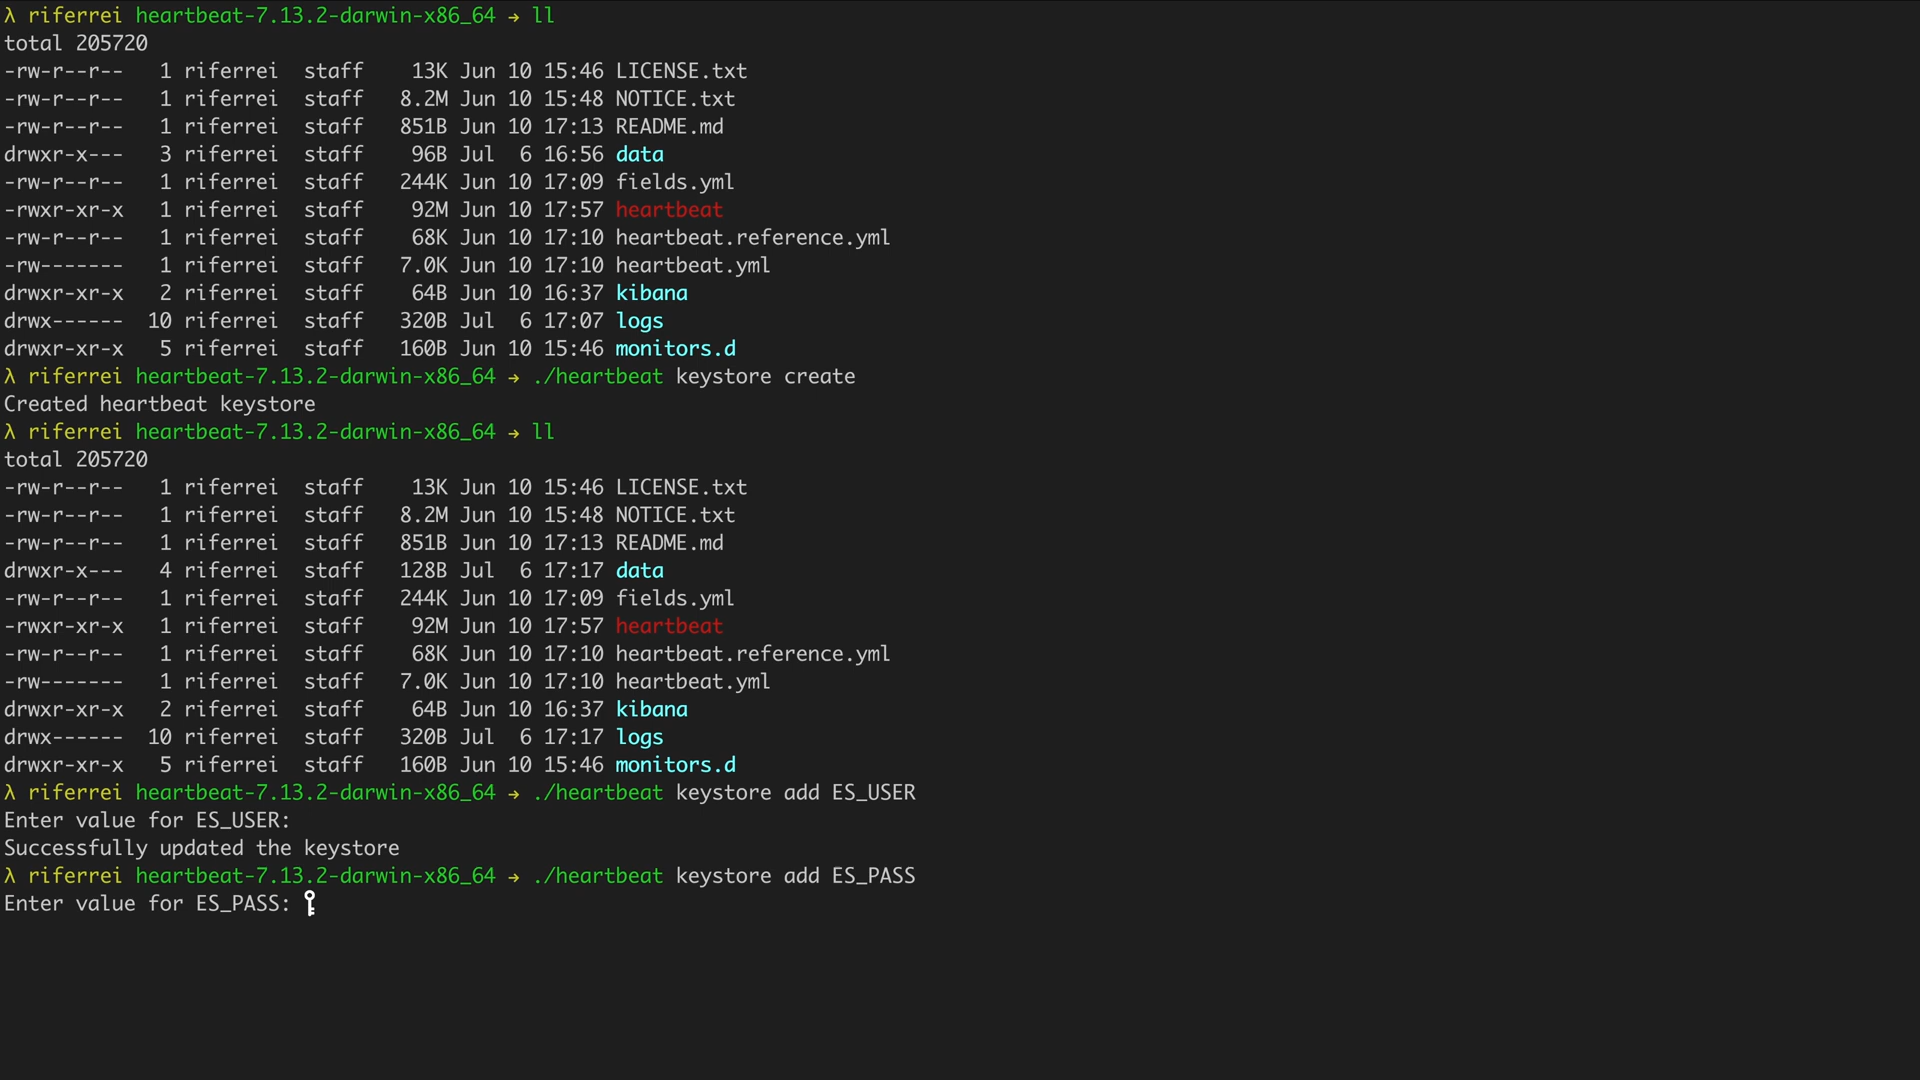 λ riferrei heartbeat-7.13.2-darwin-x86_64 → ll
total 205720
-rw-r--r--   1 riferrei  staff    13K Jun 10 15:46 LICENSE.txt
-rw-r--r--   1 riferrei  staff   8.2M Jun 10 15:48 NOTICE.txt
-rw-r--r--   1 riferrei  staff   851B Jun 10 17:13 README.md
drwxr-x---   3 riferrei  staff    96B Jul  6 16:56 data
-rw-r--r--   1 riferrei  staff   244K Jun 10 17:09 fields.yml
-rwxr-xr-x   1 riferrei  staff    92M Jun 10 17:57 heartbeat
-rw-r--r--   1 riferrei  staff    68K Jun 10 17:10 heartbeat.reference.yml
-rw-------   1 riferrei  staff   7.0K Jun 10 17:10 heartbeat.yml
drwxr-xr-x   2 riferrei  staff    64B Jun 10 16:37 kibana
drwx------  10 riferrei  staff   320B Jul  6 17:07 logs
drwxr-xr-x   5 riferrei  staff   160B Jun 10 15:46 monitors.d
λ riferrei heartbeat-7.13.2-darwin-x86_64 → ./heartbeat keystore create
Created heartbeat keystore
λ riferrei heartbeat-7.13.2-darwin-x86_64 → ll
total 205720
-rw-r--r--   1 riferrei  staff    13K Jun 10 15:46 LICENSE.txt
-rw-r--r--   1 riferrei  staff   8.2M Jun 10 15:48 NOTICE.txt
-rw-r--r--   1 riferrei  staff   851B Jun 10 17:13 README.md
drwxr-x---   4 riferrei  staff   128B Jul  6 17:17 data
-rw-r--r--   1 riferrei  staff   244K Jun 10 17:09 fields.yml
-rwxr-xr-x   1 riferrei  staff    92M Jun 10 17:57 heartbeat
-rw-r--r--   1 riferrei  staff    68K Jun 10 17:10 heartbeat.reference.yml
-rw-------   1 riferrei  staff   7.0K Jun 10 17:10 heartbeat.yml
drwxr-xr-x   2 riferrei  staff    64B Jun 10 16:37 kibana
drwx------  10 riferrei  staff   320B Jul  6 17:17 logs
drwxr-xr-x   5 riferrei  staff   160B Jun 10 15:46 monitors.d
λ riferrei heartbeat-7.13.2-darwin-x86_64 → ./heartbeat keystore add ES_USER
Enter value for ES_USER:
Successfully updated the keystore
λ riferrei heartbeat-7.13.2-darwin-x86_64 → ./heartbeat keystore add ES_PASS
Enter value for ES_PASS: